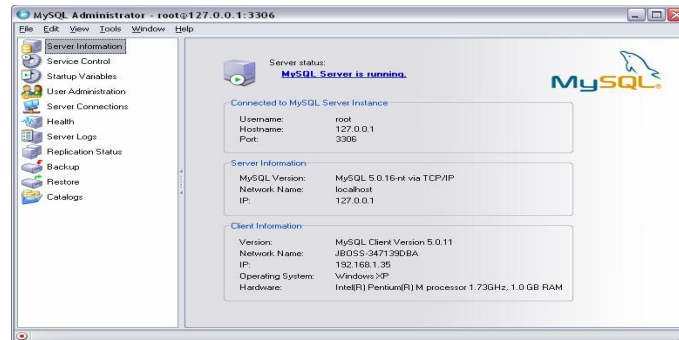 MySQL Administrator - root@127.0.0.1:3306
File Edit View Tools Window Help
Server Information
Service Control
Startup Variables
User Administration
Server Connections
Health
Server Logs
Replication Status
Backup
Restore
Catalogs
Server status:
MySQL Server is running.
MySQL
Connected to MySQL Server Instance
Username: root
Hostname: 127.0.0.1
Port: 3306
Server Information
MySQL Version: MySQL 5.0.16-nt via TCP/IP
Network Name: localhost
IP: 127.0.0.1
Client Information
Version: MySQL Client Version 5.0.11
Network Name: JBOSS-347139DBA
IP: 192.168.1.35
Operating System: Windows XP
Hardware: Intel(R) Pentium(R) M processor 1.73GHz, 1.0 GB RAM